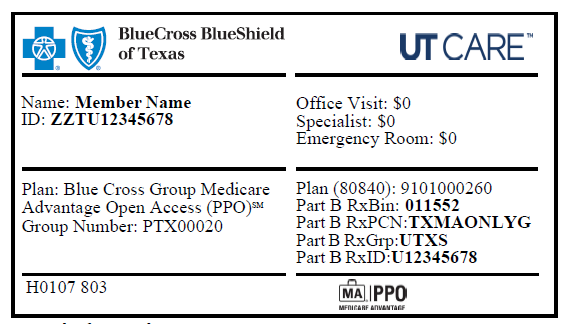 BlueCross BlueShield
of Texas
UT CARE™
Name: Member Name
ID: ZZTU12345678
Office Visit: $0
Specialist: $0
Emergency Room: $0
Plan: Blue Cross Group Medicare
Advantage Open Access (PPO)℠
Group Number: PTX00020
Plan (80840): 9101000260
Part B RxBin: 011552
Part B RxPCN:TXMAONLYG
Part B RxGrp:UTXS
Part B RxID:U12345678
H0107 803
MA PPO
MEDICARE ADVANTAGE